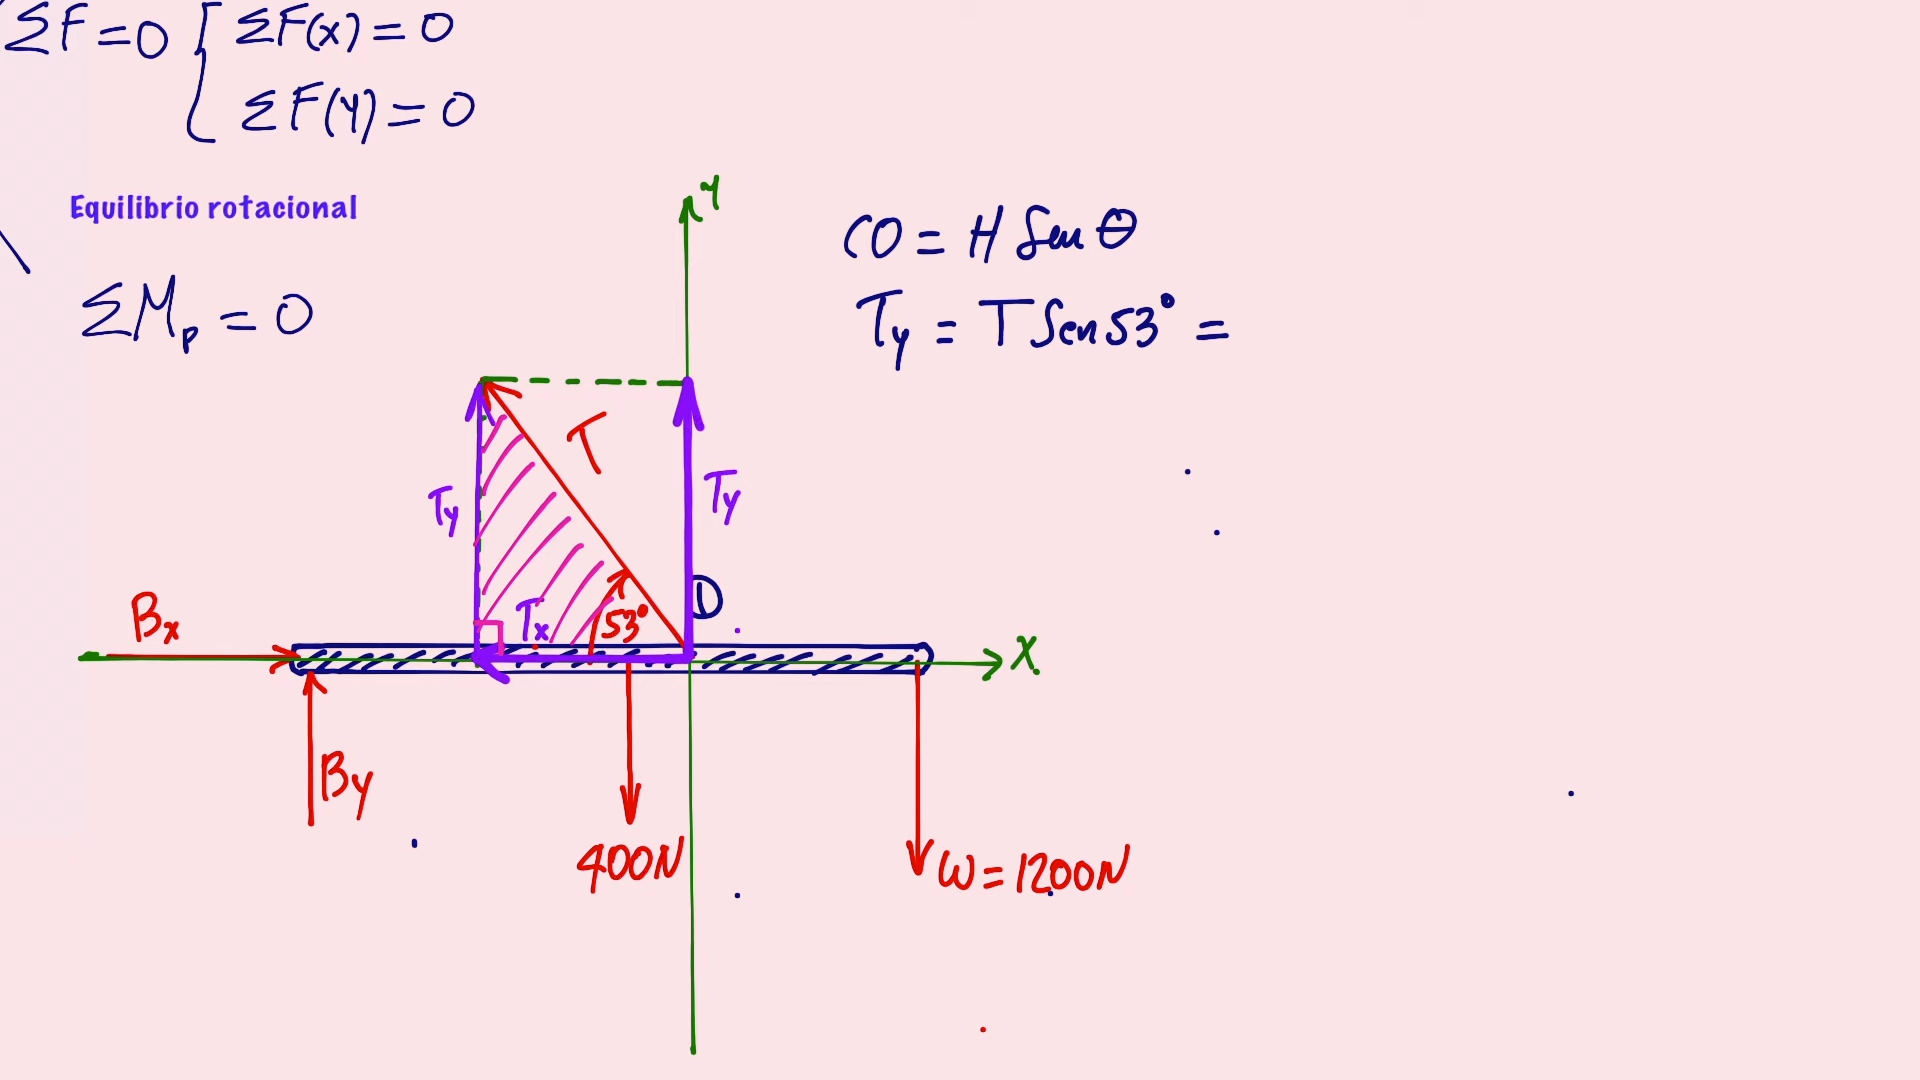 ΣF=0 { ΣF(x) = 0
ΣF(y) = 0
Equilibrio rotacional
ΣMp = 0
Y
CO = H Sen θ
Ty = T Sen 53° =
T
Ty
Ty
D
Bx
Tx
53°
X
By
400N
W = 1200N